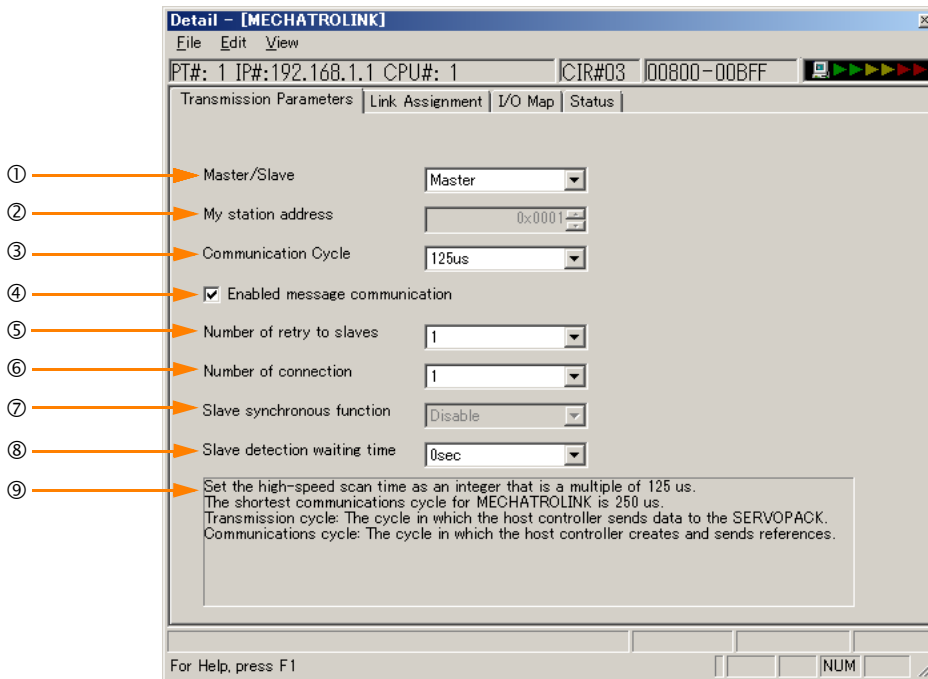 Detail - [MECHATROLINK]
File Edit View
PT#: 1 IP#:192.168.1.1 CPU#: 1 CIR#03 00800-00BFF
Transmission Parameters Link Assignment I/O Map Status
① Master/Slave Master
② My station address 0x0001
③ Communication Cycle 125us
④ Enabled message communication
⑤ Number of retry to slaves 1
⑥ Number of connection 1
⑦ Slave synchronous function Disable
⑧ Slave detection waiting time 0sec
⑨ Set the high-speed scan time as an integer that is a multiple of 125 us.
The shortest communications cycle for MECHATROLINK is 250 us.
Transmission cycle: The cycle in which the host controller sends data to the SERVOPACK.
Communications cycle: The cycle in which the host controller creates and sends references.
For Help, press F1 NUM